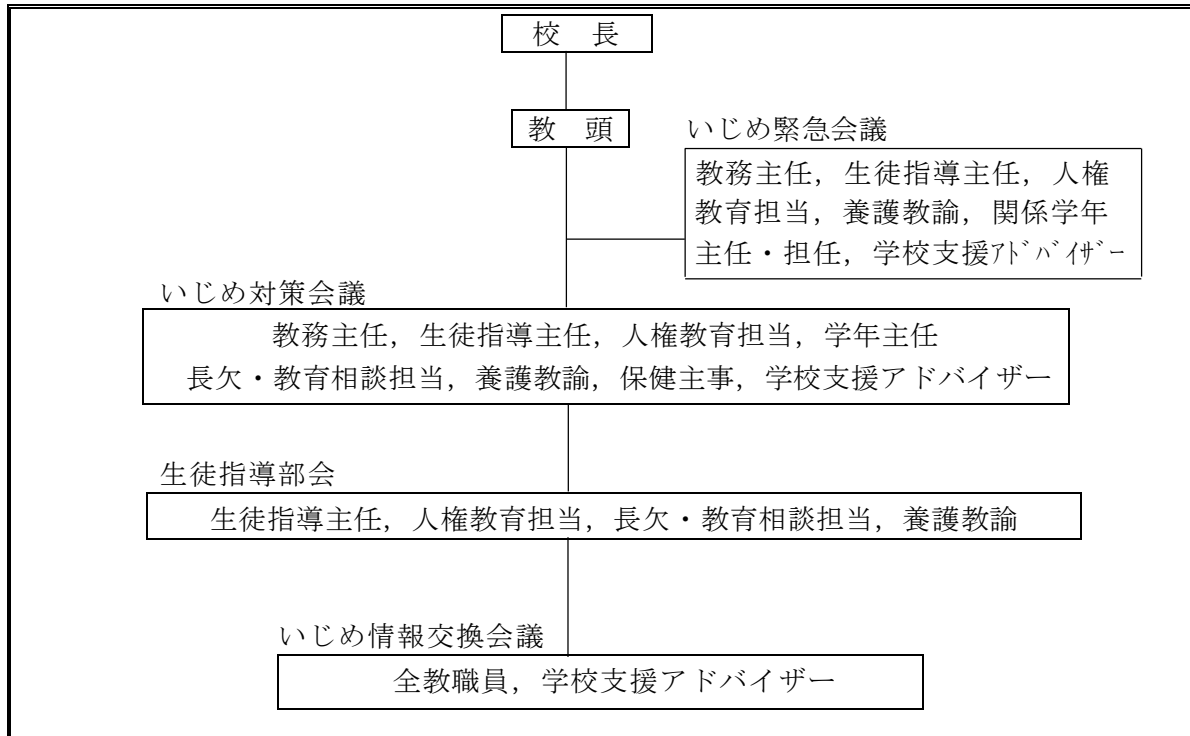 校　長
教　頭
いじめ緊急会議
教務主任，生徒指導主任，人権
教育担当，養護教諭，関係学年
主任・担任，学校支援ｱﾄﾞﾊﾞｲｻﾞｰ
いじめ対策会議
教務主任，生徒指導主任，人権教育担当，学年主任
長欠・教育相談担当，養護教諭，保健主事，学校支援アドバイザー
生徒指導部会
生徒指導主任，人権教育担当，長欠・教育相談担当，養護教諭
いじめ情報交換会議
全教職員，学校支援アドバイザー